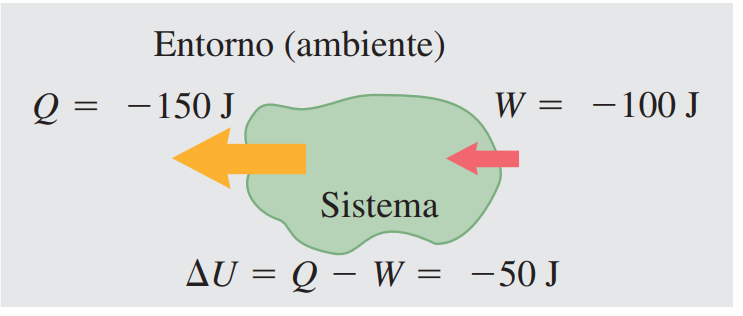 Entorno (ambiente)
Q = −150 J
W = −100 J
Sistema
ΔU = Q − W = −50 J